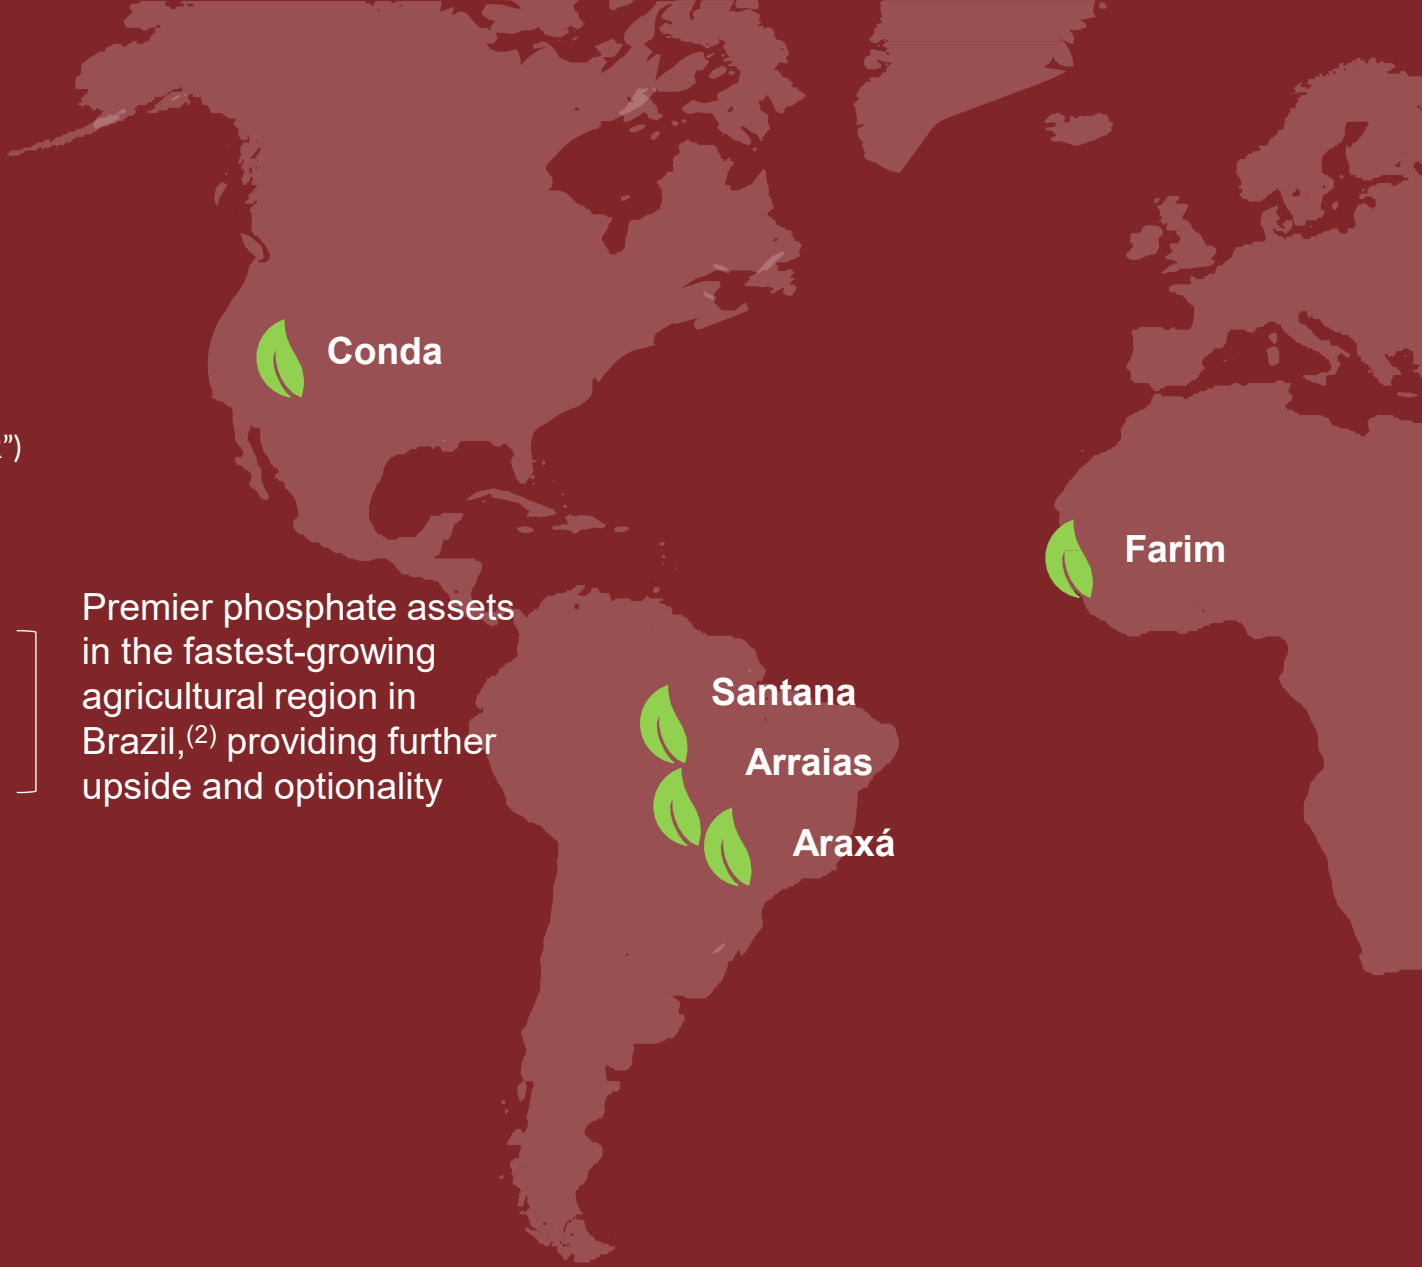 Conda
”)
Farim
Premier phosphate assets
in the fastest-growing
agricultural region in
Brazil,(2) providing further
upside and optionality
Santana
Arraias
Araxá